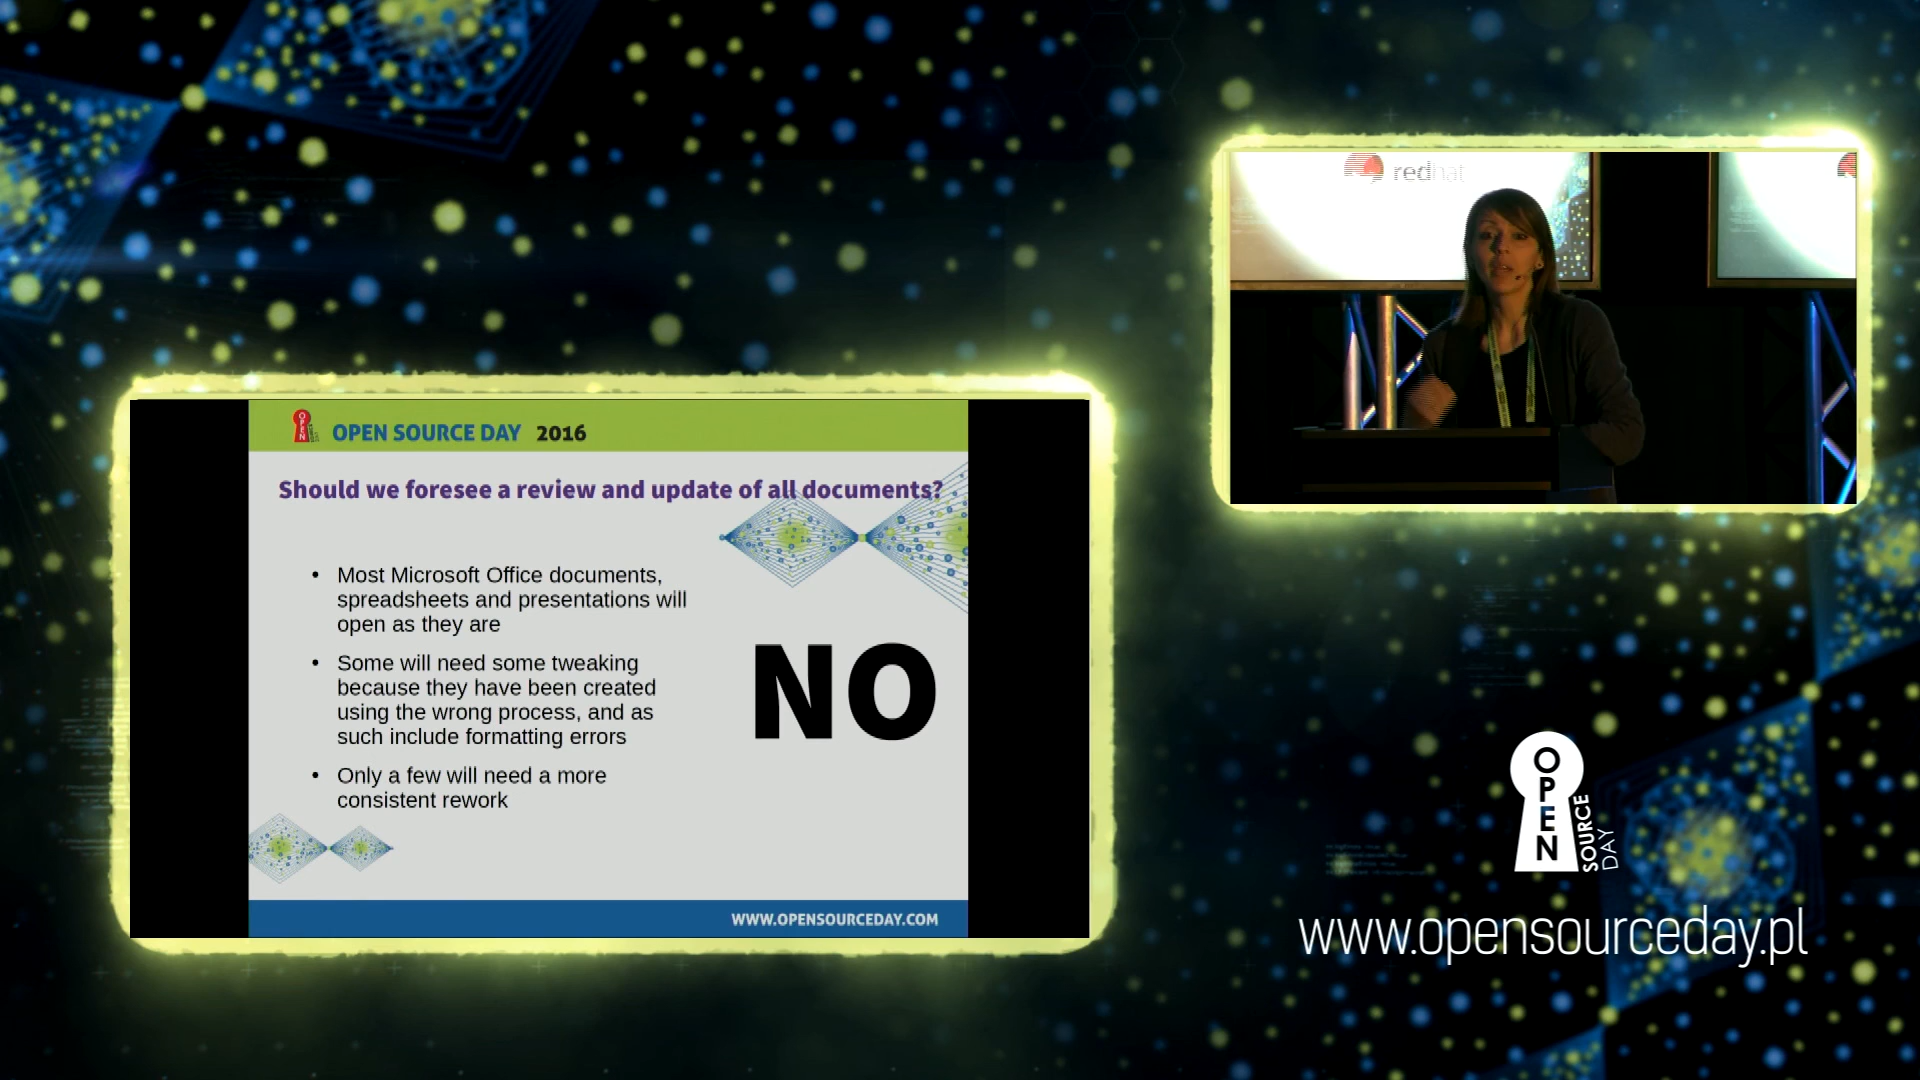 OPEN SOURCE DAY 2016
Should we foresee a review and update of all documents?
• Most Microsoft Office documents,
spreadsheets and presentations will
open as they are
• Some will need some tweaking
because they have been created
using the wrong process, and as
such include formatting errors
• Only a few will need a more
consistent rework
NO
WWW.OPENSOURCEDAY.COM
redhat
OPEN
SOURCE
DAY
www.opensourceday.pl